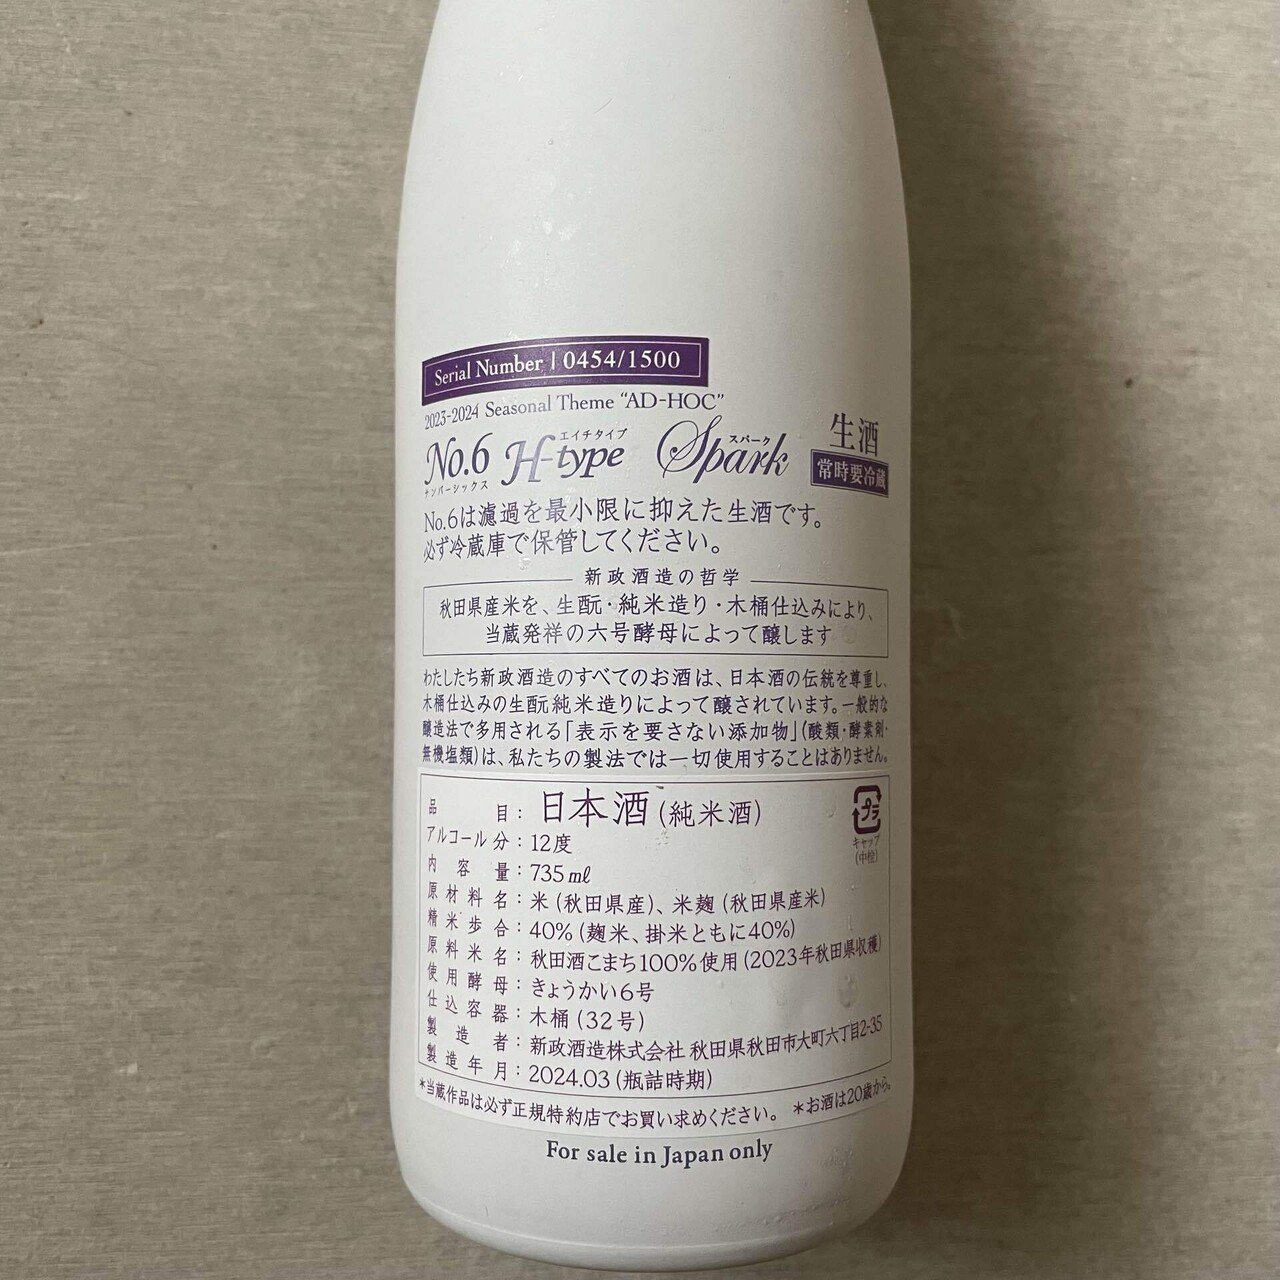 Serial Number | 0454/1500
2023-2024 Seasonal Theme “AD-HOC”
No.6 H-type Spark 生酒
ナンバーシックス エイチタイプ スパーク
常時要冷蔵
No.6は濾過を最小限に抑えた生酒です。
必ず冷蔵庫で保管してください。
新政酒造の哲学
秋田県産米を、生酛・純米造り・木桶仕込みにより、
当蔵発祥の六号酵母によって醸します
わたしたち新政酒造のすべてのお酒は、日本酒の伝統を尊重し、
木桶仕込みの生酛純米造りによって醸されています。一般的な
醸造法で多用される「表示を要さない添加物」(酸類・酵素剤・
無機塩類)は、私たちの製法では一切使用することはありません。
品目：日本酒(純米酒)
プラ
キャップ
(中栓)
アルコール分：12度
内容量：735㎖
原材料名：米(秋田県産)、米麹(秋田県産米)
精米歩合：40%(麹米、掛米ともに40%)
原料米名：秋田酒こまち100%使用(2023年秋田県収穫)
使用酵母：きょうかい6号
仕込容器：木桶(32号)
製造者：新政酒造株式会社 秋田県秋田市大町六丁目2-35
製造年月：2024.03(瓶詰時期)
＊当蔵作品は必ず正規特約店でお買い求めください。 ＊お酒は20歳から。
For sale in Japan only